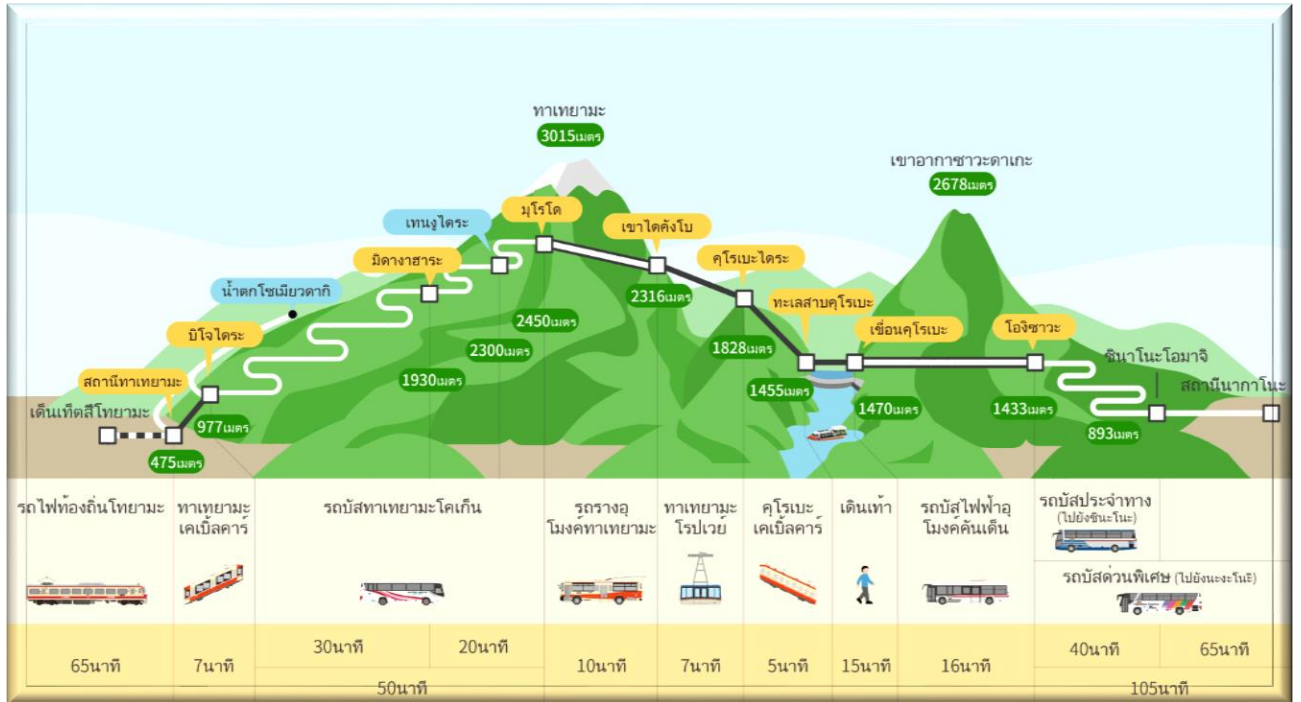 ทาเทยามะ
3015เมตร
เขาอากาซาวะดาเกะ
2678เมตร
มุโรโด
เทนงูไดระ
เขาไดคังโบ
มิดางาฮาระ
คุโรเบะไดระ
น้ำตกโชเมียวดากิ
2316เมตร
ทะเลสาบคุโรเบะ
2450เมตร
บิโจไดระ
เขื่อนคุโรเบะ
โองิซาวะ
2300เมตร
1828เมตร
ชินาโนะโอมาจิ
สถานีทาเทยามะ
1930เมตร
1455เมตร
สถานีนากาโนะ
เด็นเท็ตสึโทยามะ
1470เมตร
1433เมตร
977เมตร
893เมตร
475เมตร
รถไฟท้องถิ่นโทยามะ
ทาเทยามะ
เคเบิ้ลคาร์
รถบัสทาเทยามะโคเก็น
รถรางอุ
โมงค์ทาเทยามะ
ทาเทยามะ
โรปเวย์
คุโรเบะ
เคเบิ้ลคาร์
เดินเท้า
รถบัสไฟฟ้าอุ
โมงค์คันเด็น
รถบัสประจำทาง
(ไปยังชินะโนะ)
รถบัสด่วนพิเศษ (ไปยังนะงะโนะ)
65นาที
7นาที
30นาที
20นาที
50นาที
10นาที
7นาที
5นาที
15นาที
16นาที
40นาที
65นาที
105นาที